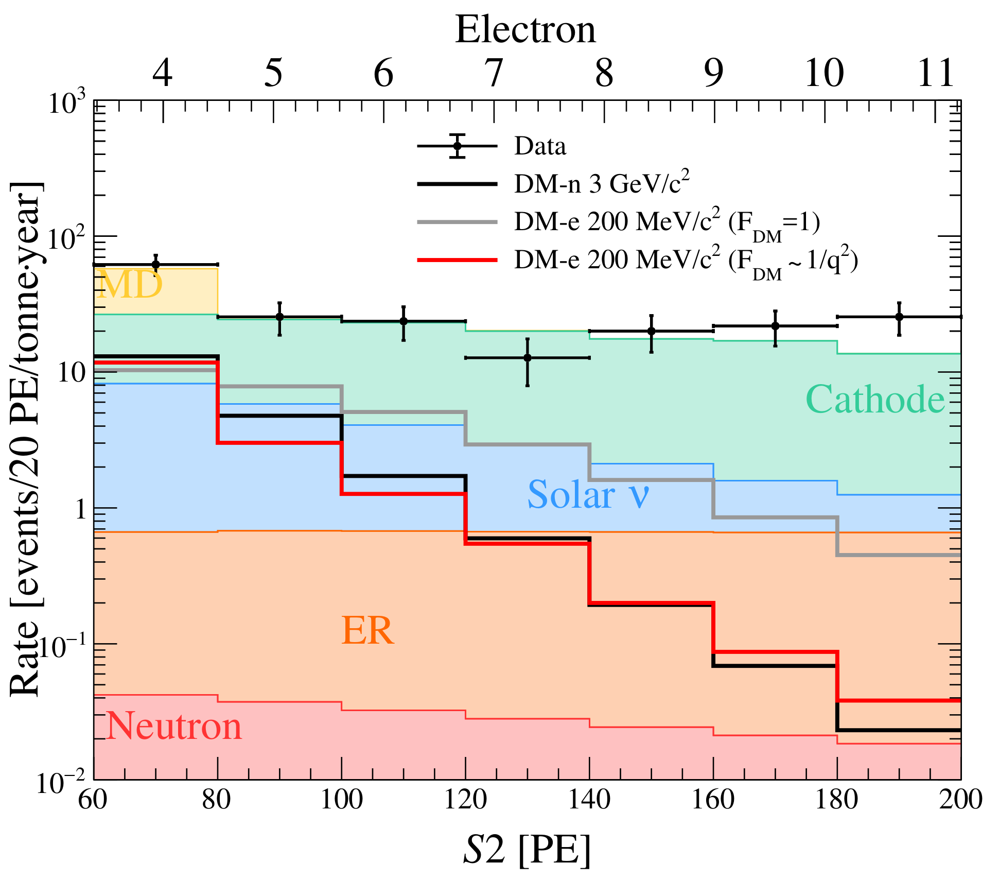 Electron
4 5 6 7 8 9 10 11
10³
10²
10
1
10⁻¹
10⁻²
Rate [events/20 PE/tonne·year]
Data
DM-n 3 GeV/c²
DM-e 200 MeV/c² (F_DM=1)
DM-e 200 MeV/c² (F_DM ~ 1/q²)
MD
Cathode
Solar ν
ER
Neutron
60 80 100 120 140 160 180 200
S2 [PE]